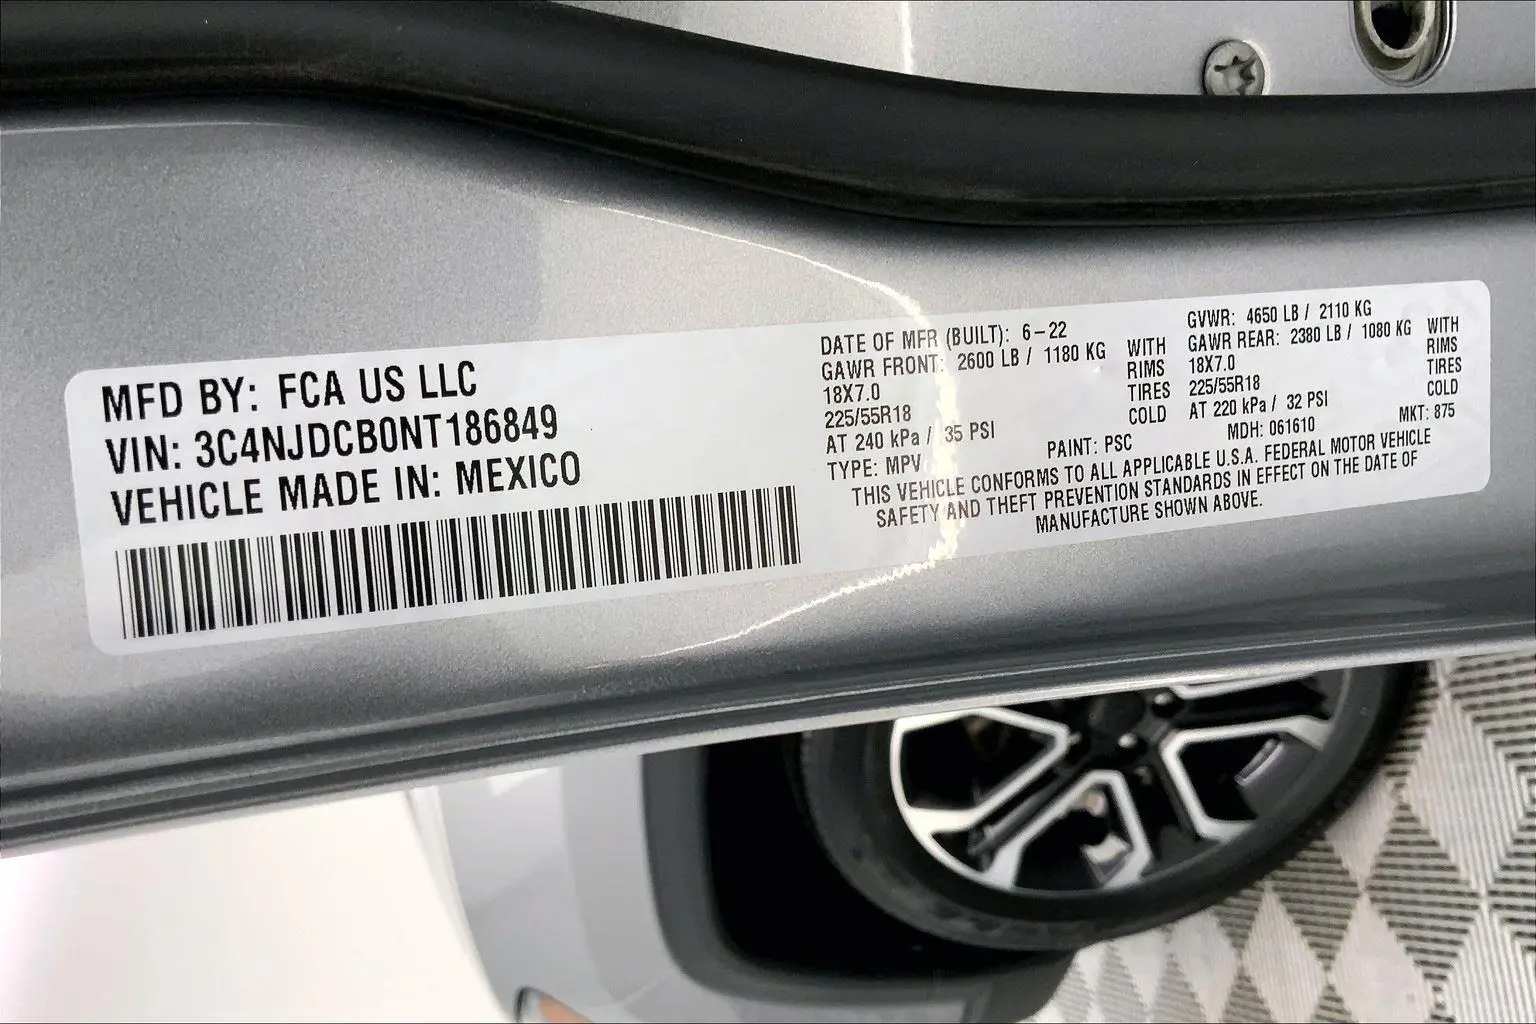 MFD BY: FCA US LLC
VIN: 3C4NJDCB0NT186849
VEHICLE MADE IN: MEXICO
DATE OF MFR (BUILT): 6-22
GAWR FRONT: 2600 LB / 1180 KG WITH
18X7.0 RIMS
225/55R18 TIRES
AT 240 kPa / 35 PSI COLD
TYPE: MPV
GVWR: 4650 LB / 2110 KG
GAWR REAR: 2380 LB / 1080 KG WITH
18X7.0 RIMS
225/55R18 TIRES
AT 220 kPa / 32 PSI COLD
PAINT: PSC MDH: 061610 MKT: 875
THIS VEHICLE CONFORMS TO ALL APPLICABLE U.S.A. FEDERAL MOTOR VEHICLE
SAFETY AND THEFT PREVENTION STANDARDS IN EFFECT ON THE DATE OF
MANUFACTURE SHOWN ABOVE.